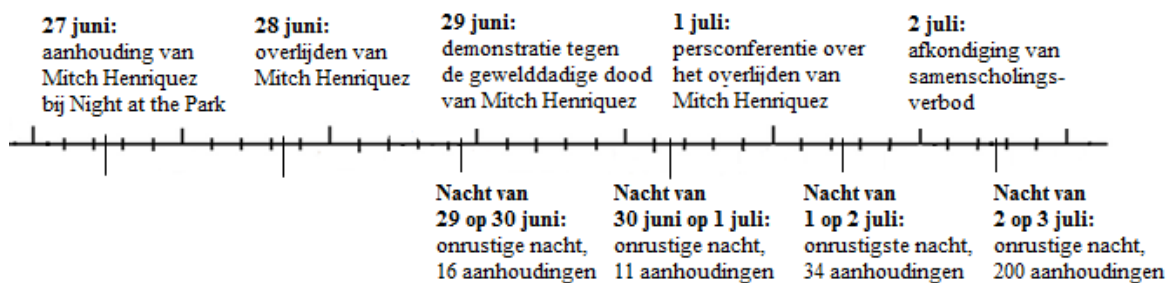 27 juni:
aanhouding van
Mitch Henriquez
bij Night at the Park
28 juni:
overlijden van
Mitch Henriquez
29 juni:
demonstratie tegen
de gewelddadige dood
van Mitch Henriquez
1 juli:
persconferentie over
het overlijden van
Mitch Henriquez
2 juli:
afkondiging van
samenscholings-
verbod
Nacht van
29 op 30 juni:
onrustige nacht,
16 aanhoudingen
Nacht van
30 juni op 1 juli:
onrustige nacht,
11 aanhoudingen
Nacht van
1 op 2 juli:
onrustigste nacht,
34 aanhoudingen
Nacht van
2 op 3 juli:
onrustige nacht,
200 aanhoudingen